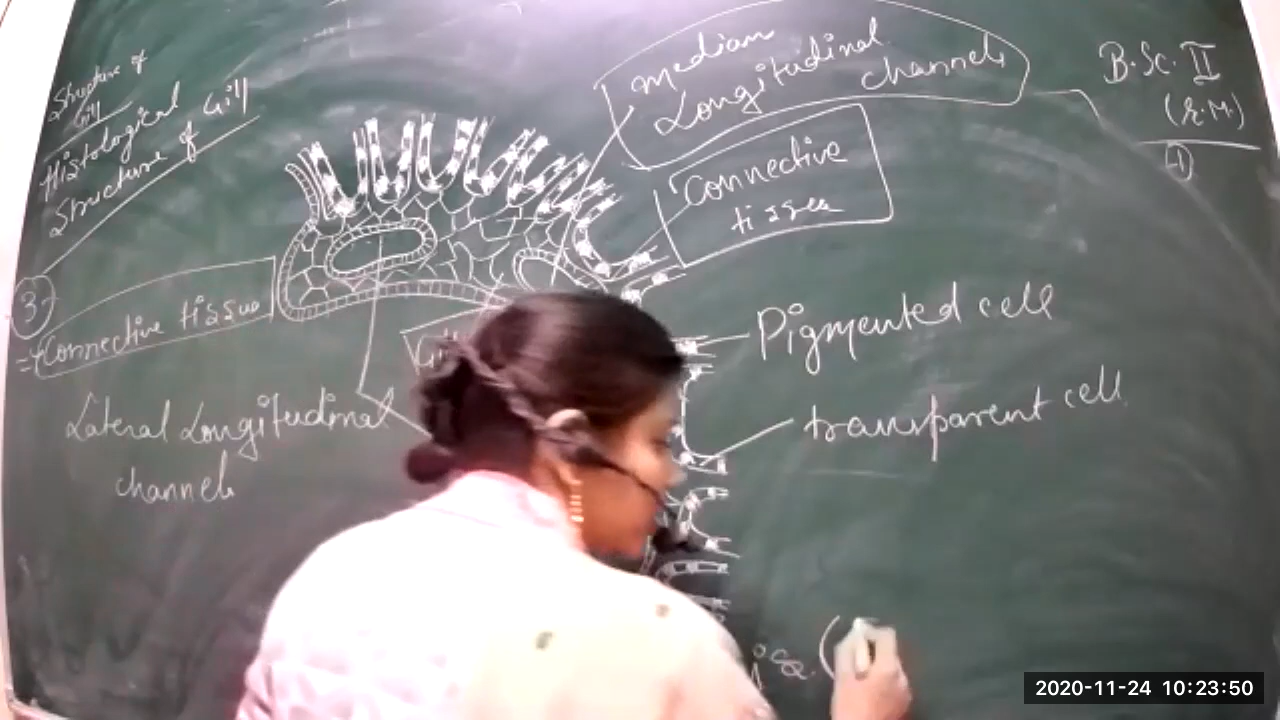 Structure of
Gill
Histological
Structure of Gill
3-
Connective tissue
Lateral Longitudinal
channels
median
Longitudinal
channels
Connective
tissue
B.Sc. II
Pigmented cell
transparent cell
2020-11-24 10:23:50